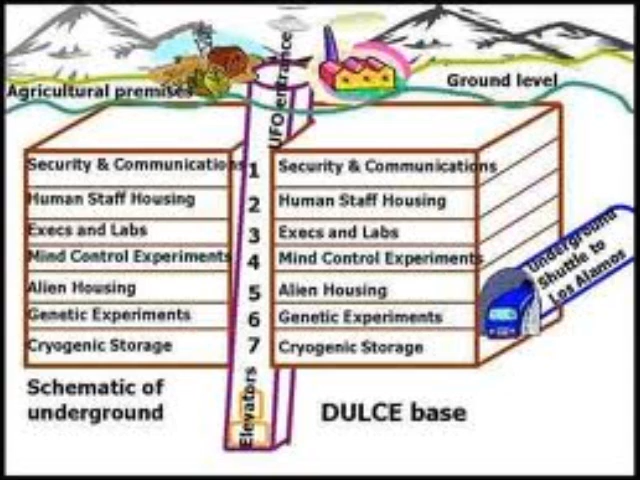 UFO entrance
Ground level
Agricultural premises
Security & Communications
1
Security & Communications
Human Staff Housing
2
Human Staff Housing
Execs and Labs
3
Execs and Labs
Mind Control Experiments
4
Mind Control Experiments
Alien Housing
5
Alien Housing
Genetic Experiments
6
Genetic Experiments
Cryogenic Storage
7
Cryogenic Storage
Underground
Shuttle to
Los Alamos
Elevators
Schematic of
underground
DULCE base